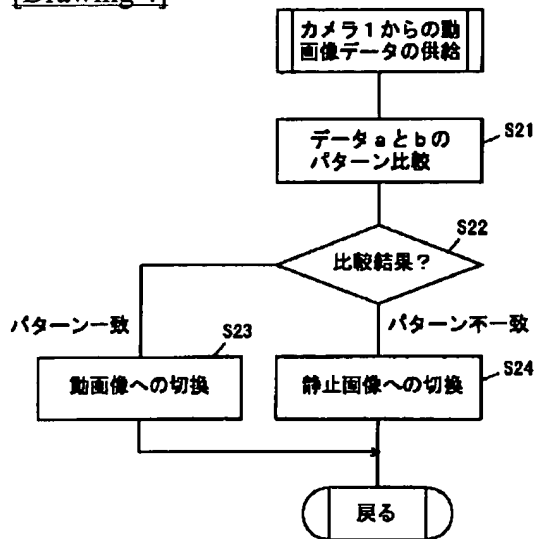 カメラ1からの動
画像データの供給
データaとbの
パターン比較
S21
比較結果?
S22
パターン一致
パターン不一致
動画像への切換
S23
静止画像への切換
S24
戻る